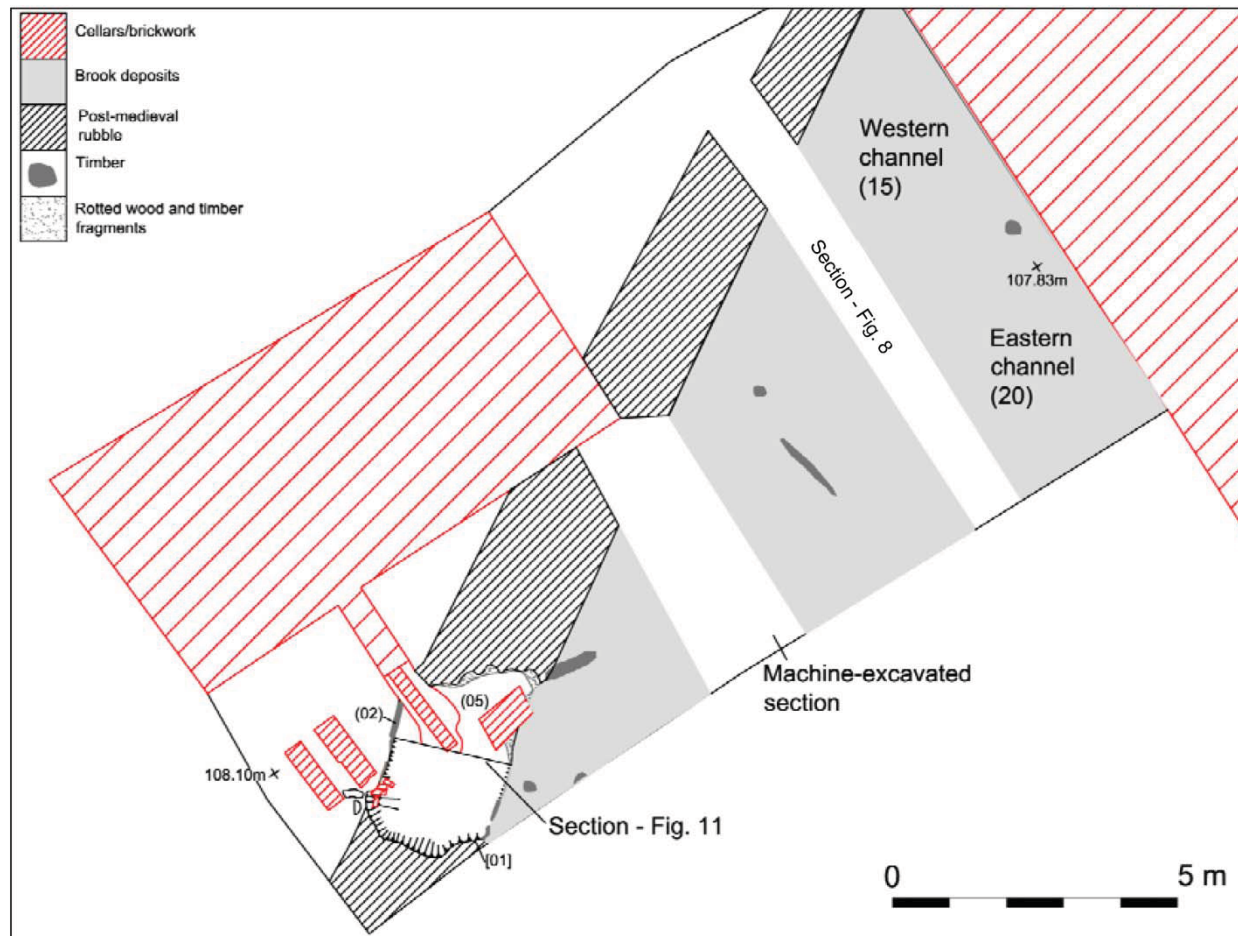 Cellars/brickwork
Brook deposits
Post-medieval
rubble
Timber
Rotted wood and timber
fragments
Western
channel
(15)
Section - Fig. 8
107.83m
Eastern
channel
(20)
Machine-excavated
section
(02)
(05)
108.10m
D
Section - Fig. 11
[01]
0
5 m